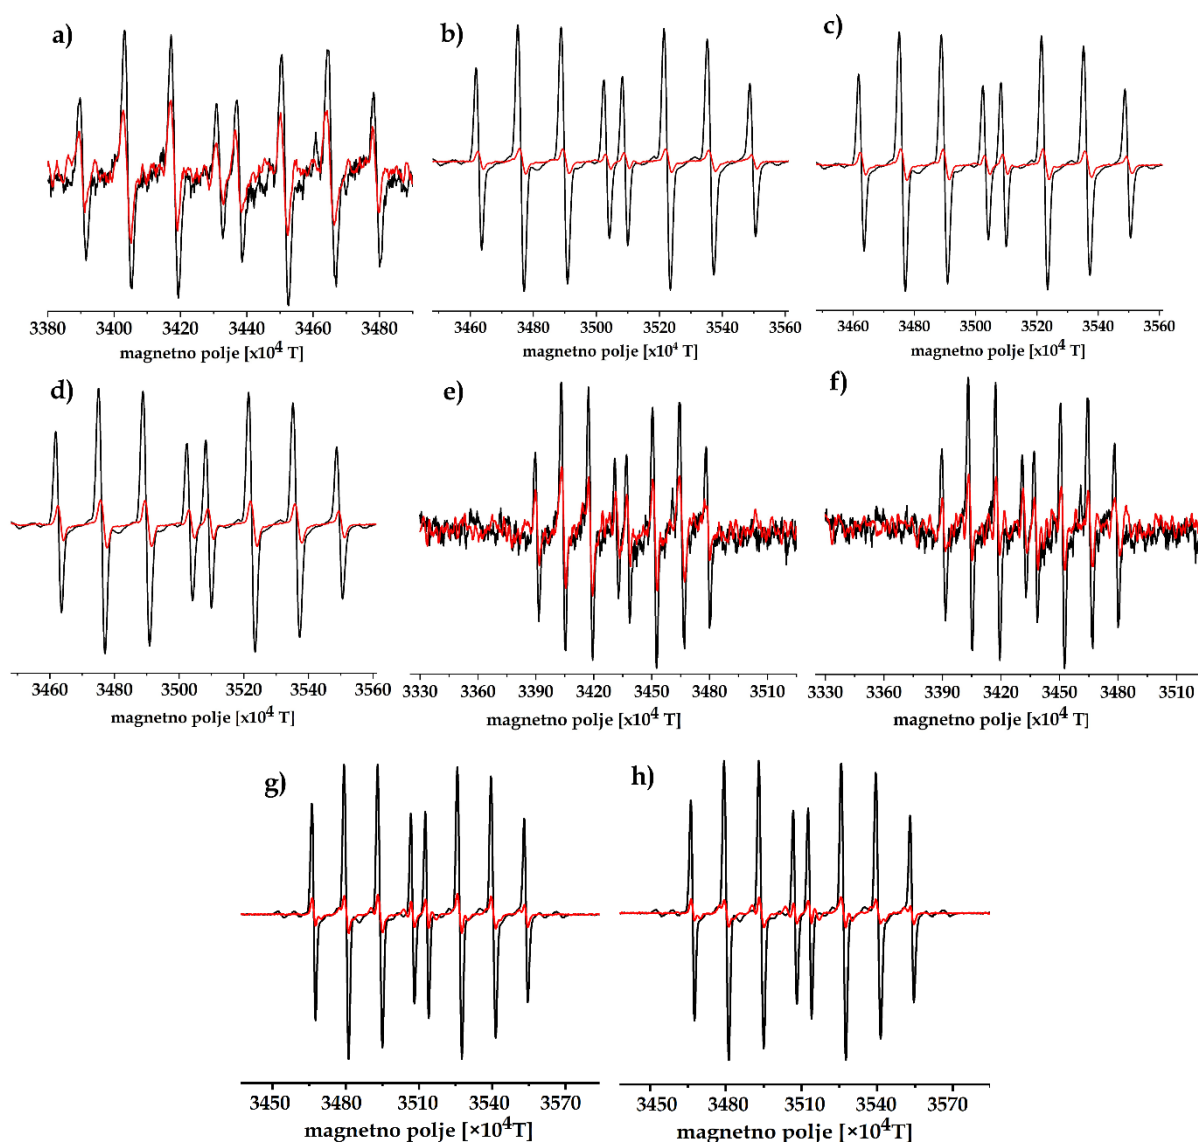 a)
b)
c)
3380 3400 3420 3440 3460 3480
magnetno polje [x10⁴ T]
3460 3480 3500 3520 3540 3560
magnetno polje [x10⁴ T]
3460 3480 3500 3520 3540 3560
magnetno polje [x10⁴ T]
d)
e)
f)
3460 3480 3500 3520 3540 3560
magnetno polje [x10⁴ T]
3330 3360 3390 3420 3450 3480 3510
magnetno polje [x10⁴ T]
3330 3360 3390 3420 3450 3480 3510
magnetno polje [x10⁴ T]
g)
h)
3450 3480 3510 3540 3570
magnetno polje [×10⁴T]
3450 3480 3510 3540 3570
magnetno polje [×10⁴T]